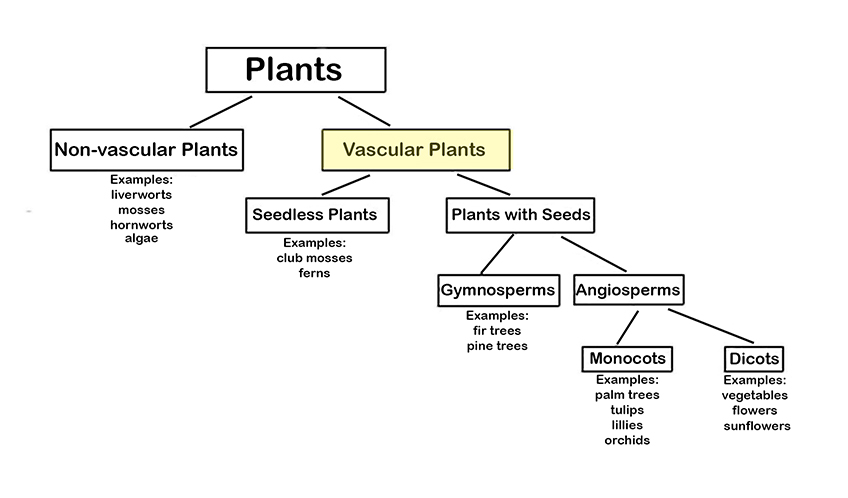 Plants
Non-vascular Plants
Examples:
liverworts
mosses
hornworts
algae
Vascular Plants
Seedless Plants
Examples:
club mosses
ferns
Plants with Seeds
Gymnosperms
Examples:
fir trees
pine trees
Angiosperms
Monocots
Examples:
palm trees
tulips
lillies
orchids
Dicots
Examples:
vegetables
flowers
sunflowers